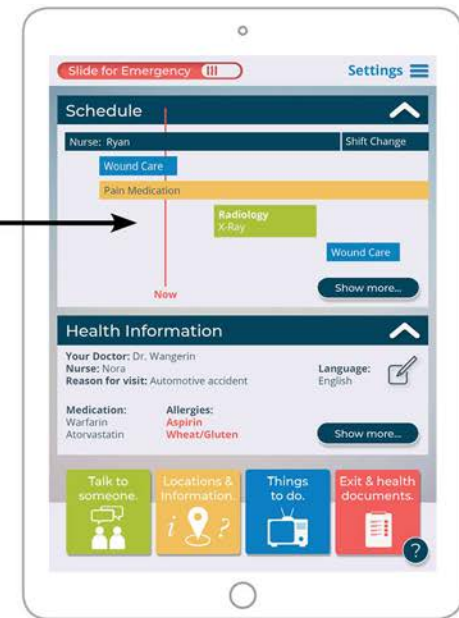 Slide for Emergency
Settings
Schedule
Nurse: Ryan
Shift Change
Wound Care
Pain Medication
Radiology
X-Ray
Wound Care
Now
Show more...
Health Information
Your Doctor: Dr. Wangerin
Nurse: Nora
Reason for visit: Automotive accident
Language:
English
Medication:
Warfarin
Atorvastatin
Allergies:
Aspirin
Wheat/Gluten
Show more...
Talk to
someone.
Locations &
Information.
i ?
Things
to do.
Exit & health
documents.
?